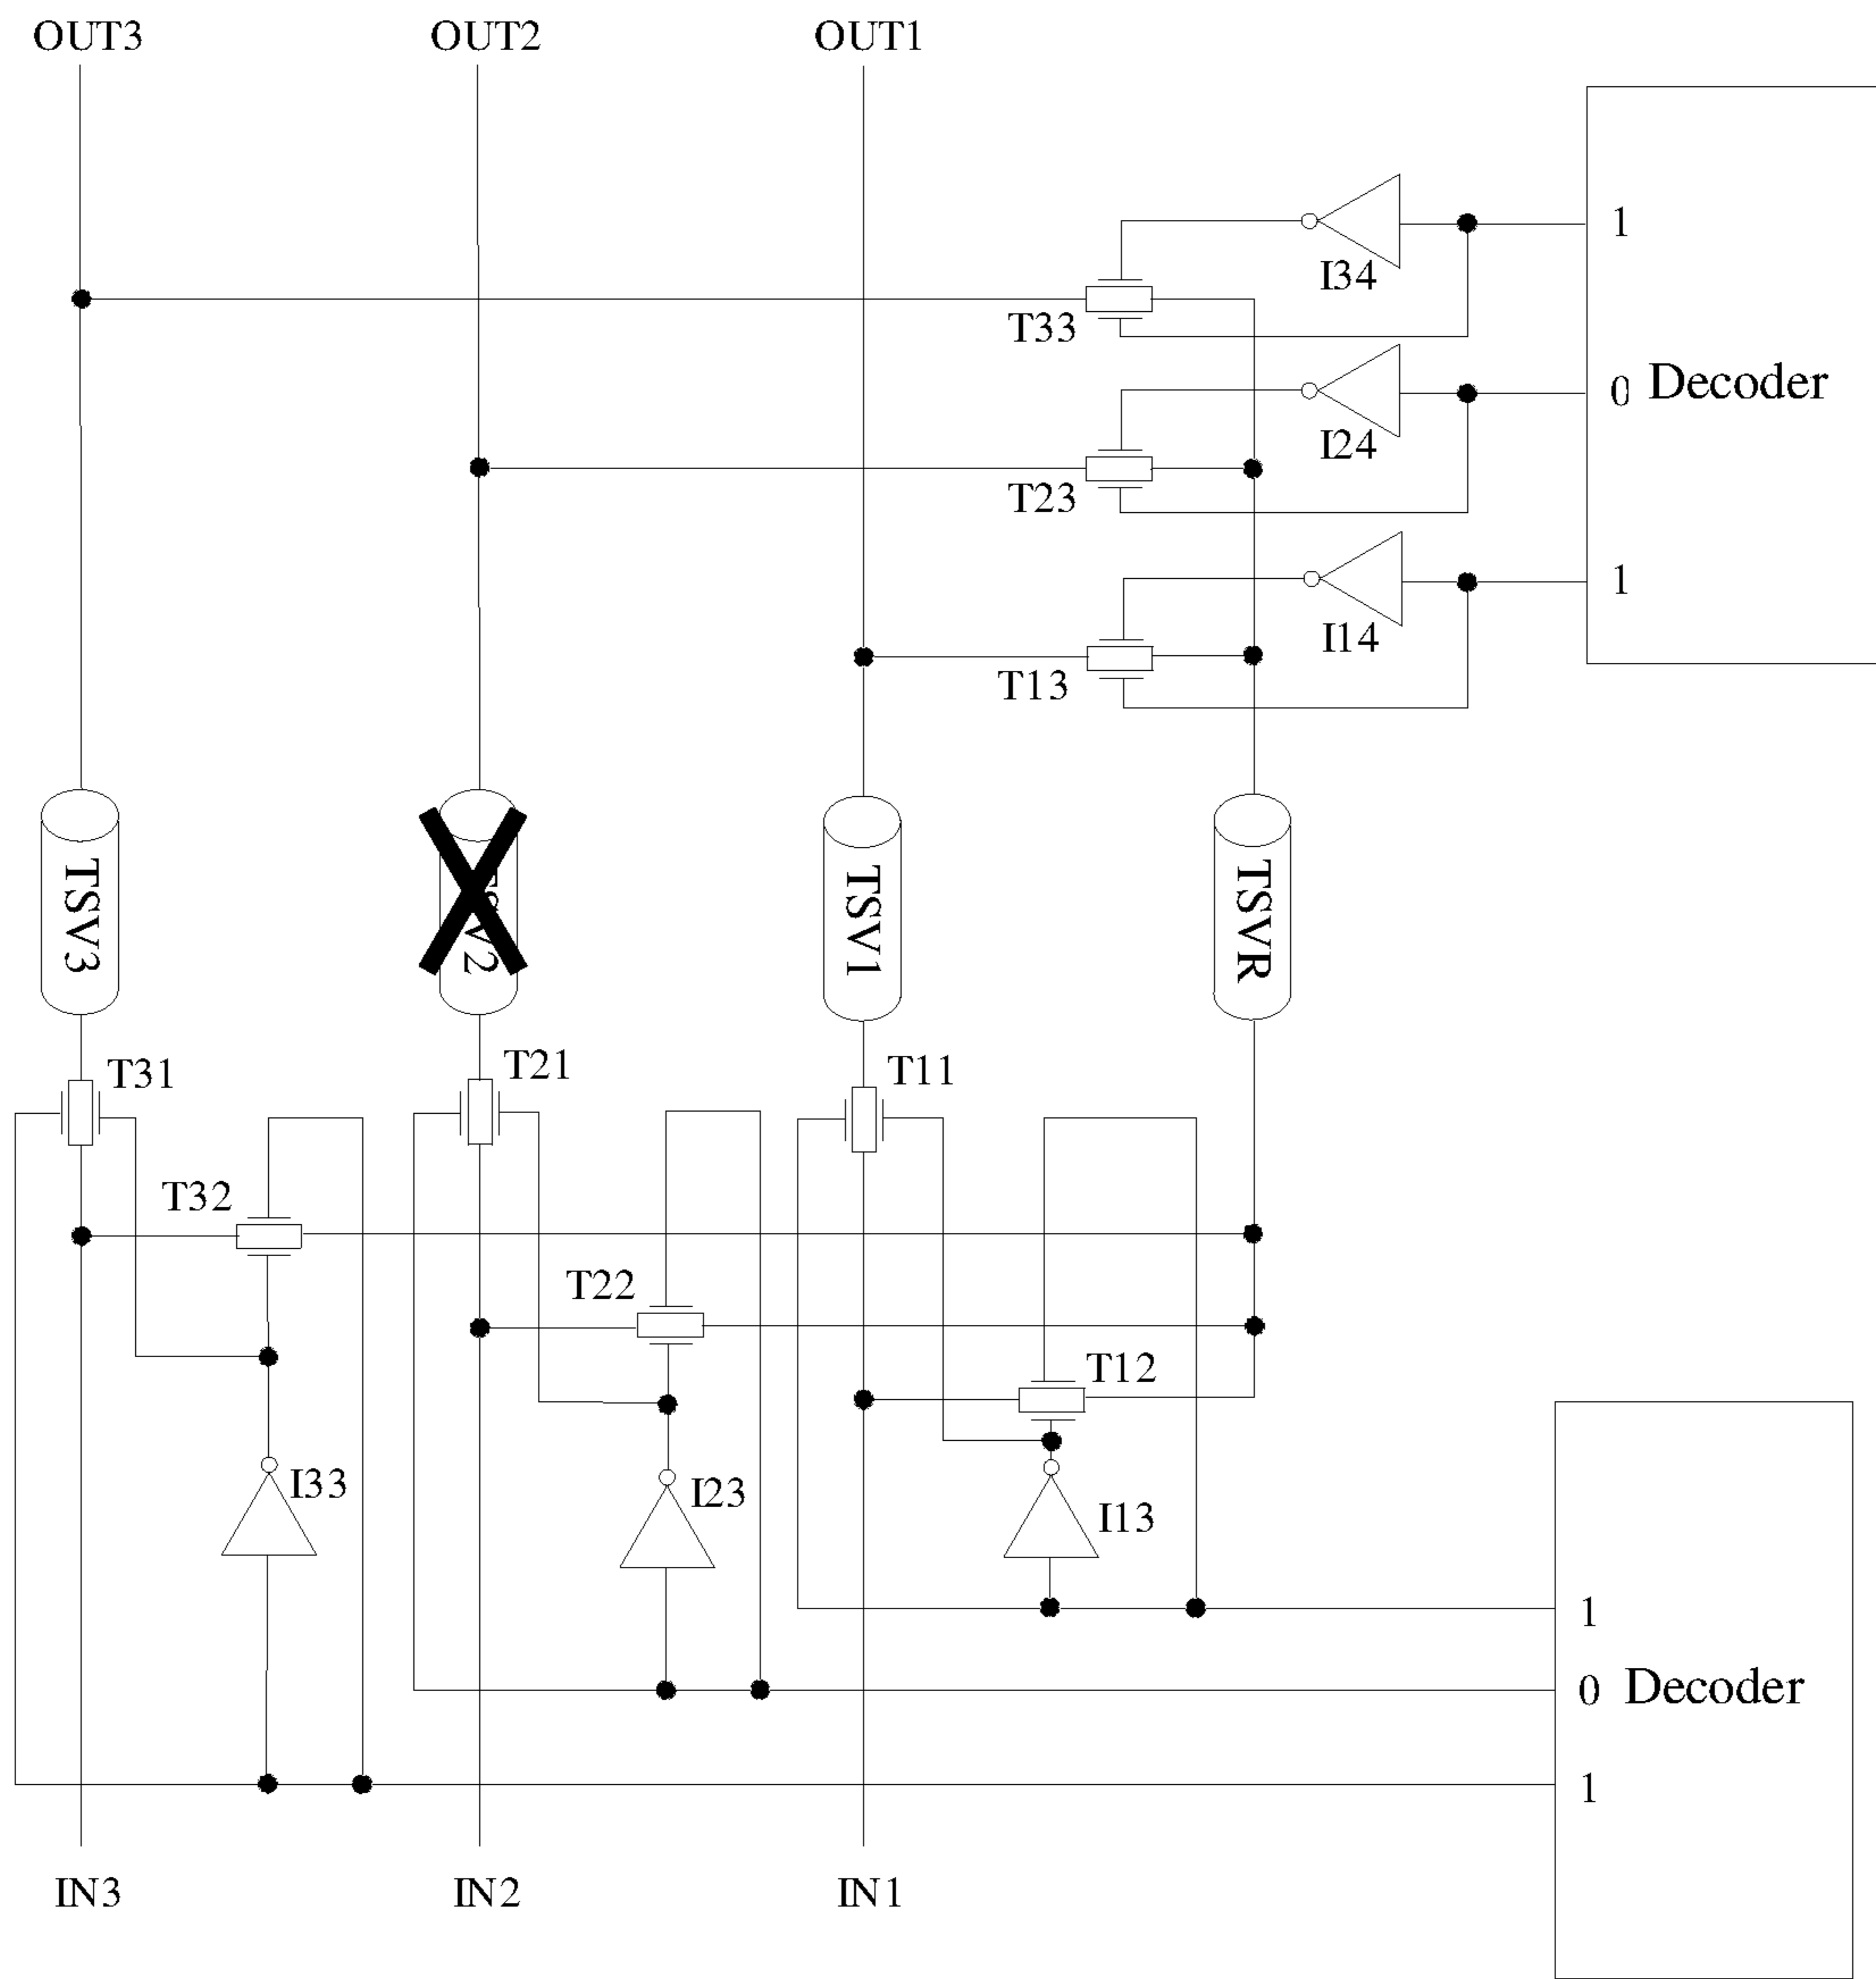 OUT3
OUT2
OUT1
1
I34
T33
0 Decoder
I24
T23
1
I14
T13
TSV3
TSV2
TSV1
TSVR
T31
T21
T11
T32
T22
T12
I33
I23
I13
1
0 Decoder
1
IN3
IN2
IN1